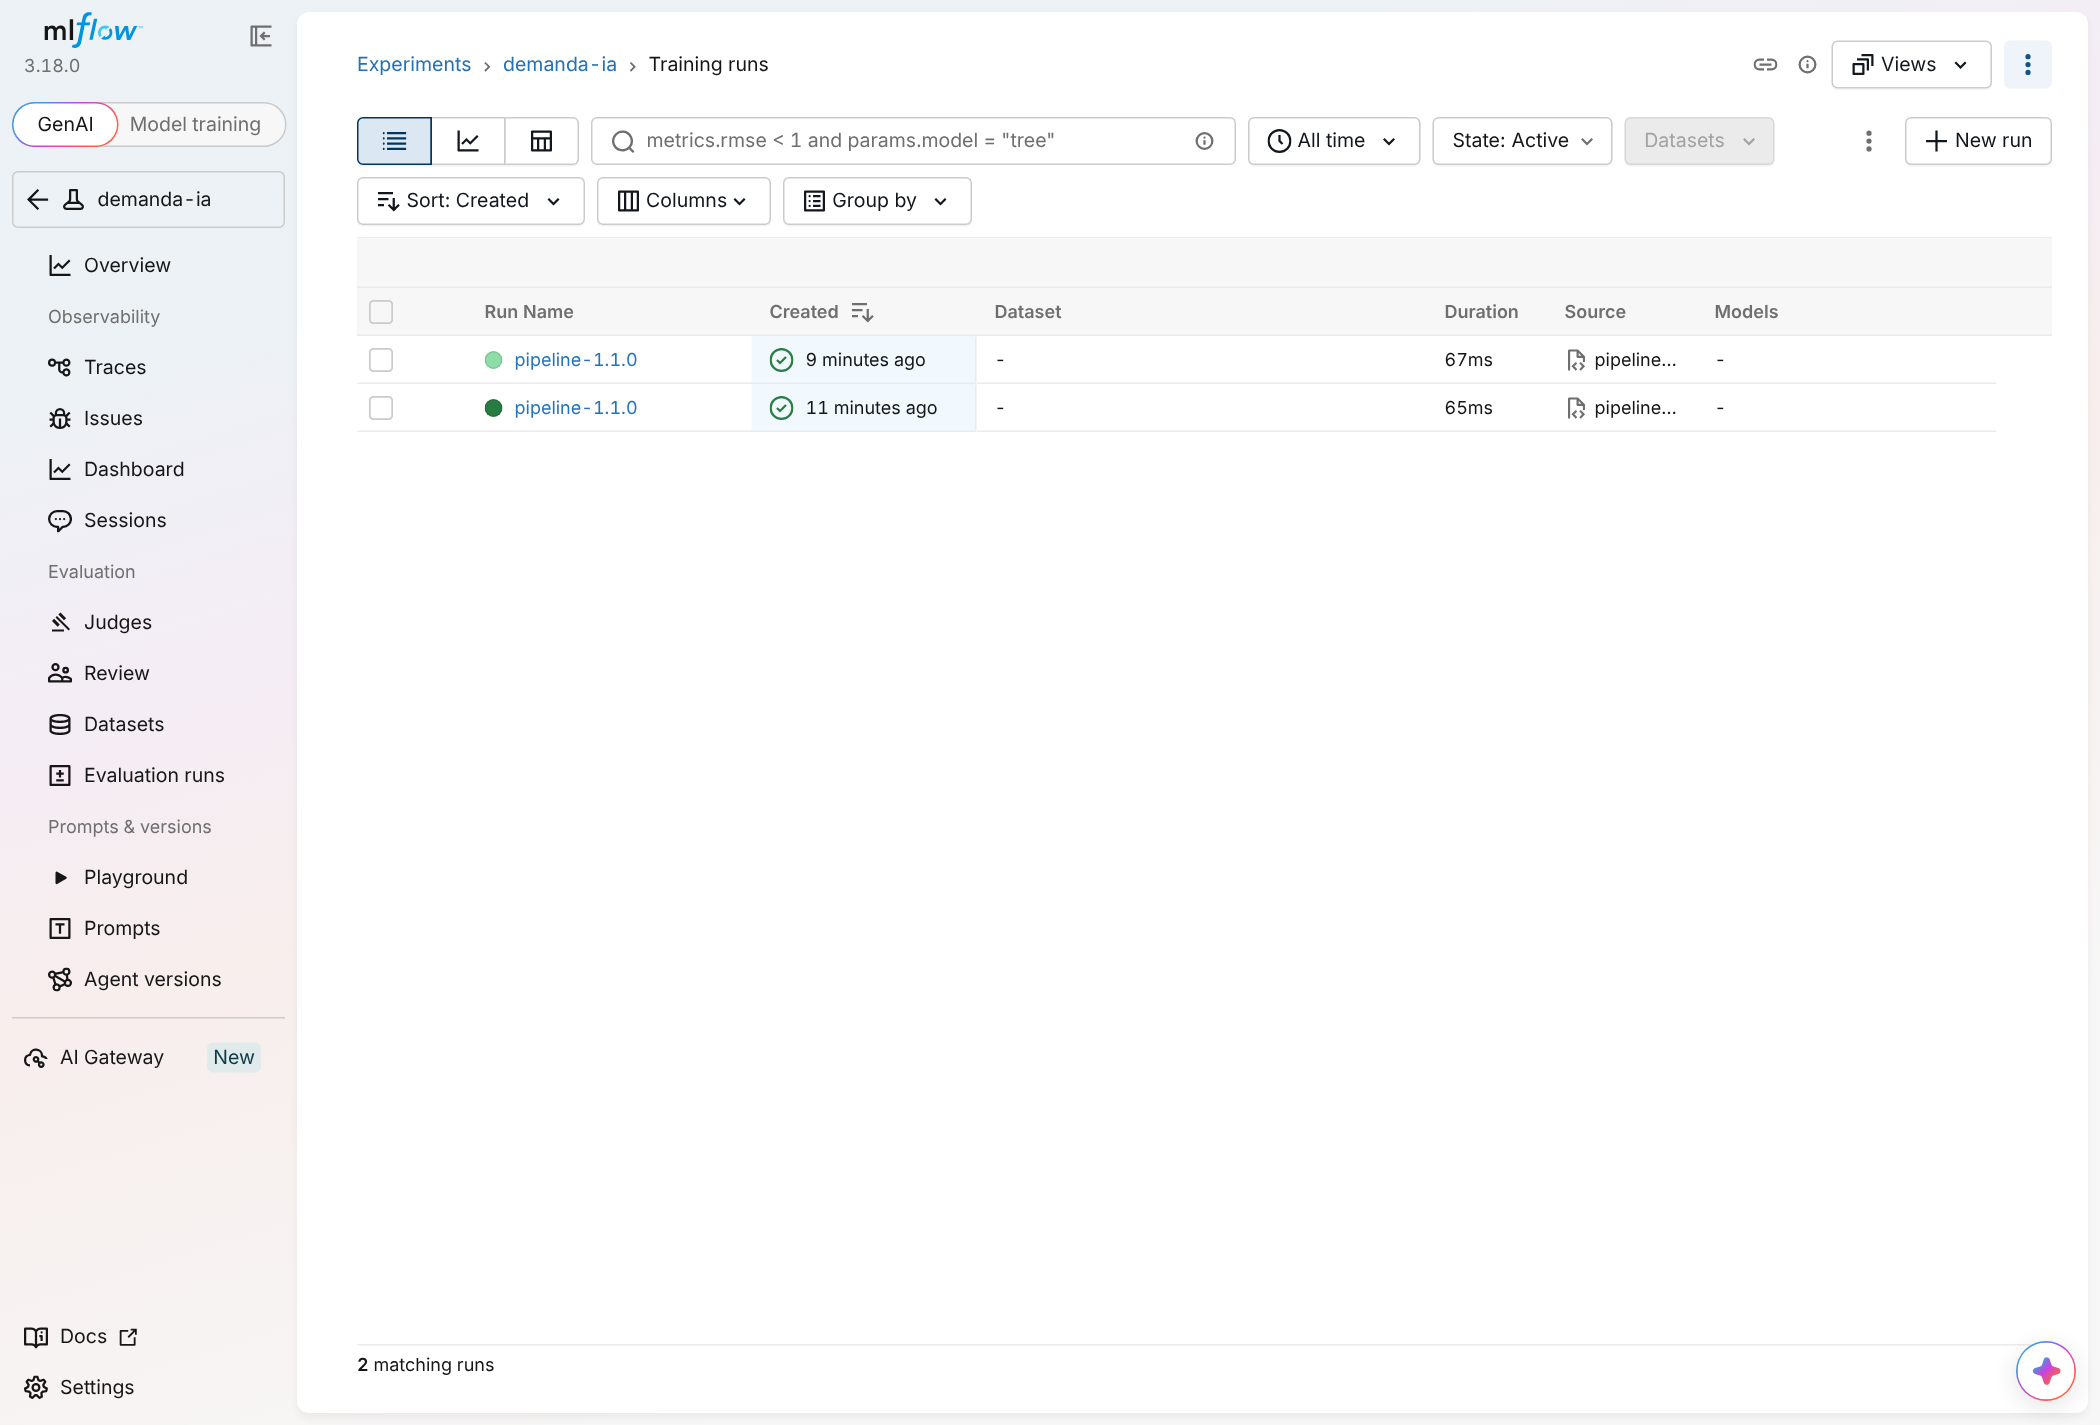 mlflow
3.18.0
GenAI Model training
demanda-ia
Overview
Observability
Traces
Issues
Dashboard
Sessions
Evaluation
Judges
Review
Datasets
Evaluation runs
Prompts & versions
Playground
Prompts
Agent versions
AI Gateway New
Docs
Settings
Experiments › demanda-ia › Training runs
Views
metrics.rmse < 1 and params.model = "tree"
All time
State: Active
Datasets
New run
Sort: Created
Columns
Group by
Run Name Created Dataset Duration Source Models
pipeline-1.1.0 9 minutes ago - 67ms pipeline... -
pipeline-1.1.0 11 minutes ago - 65ms pipeline... -
2 matching runs